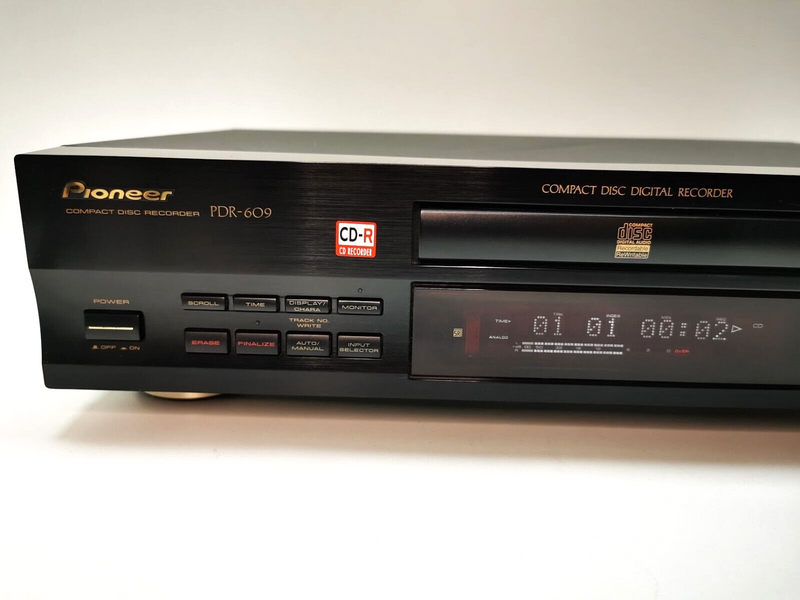 Pioneer
COMPACT DISC RECORDER PDR-609
COMPACT DISC DIGITAL RECORDER
CD-R
CD RECORDER
COMPACT
disc
DIGITAL AUDIO
Recordable
ReWritable
POWER
OFF ON
SCROLL TIME DISPLAY/CHARA MONITOR
TRACK NO.
WRITE
ERASE FINALIZE AUTO/MANUAL INPUT SELECTOR
TIME
ANALOG
01 01 00:02
OVER